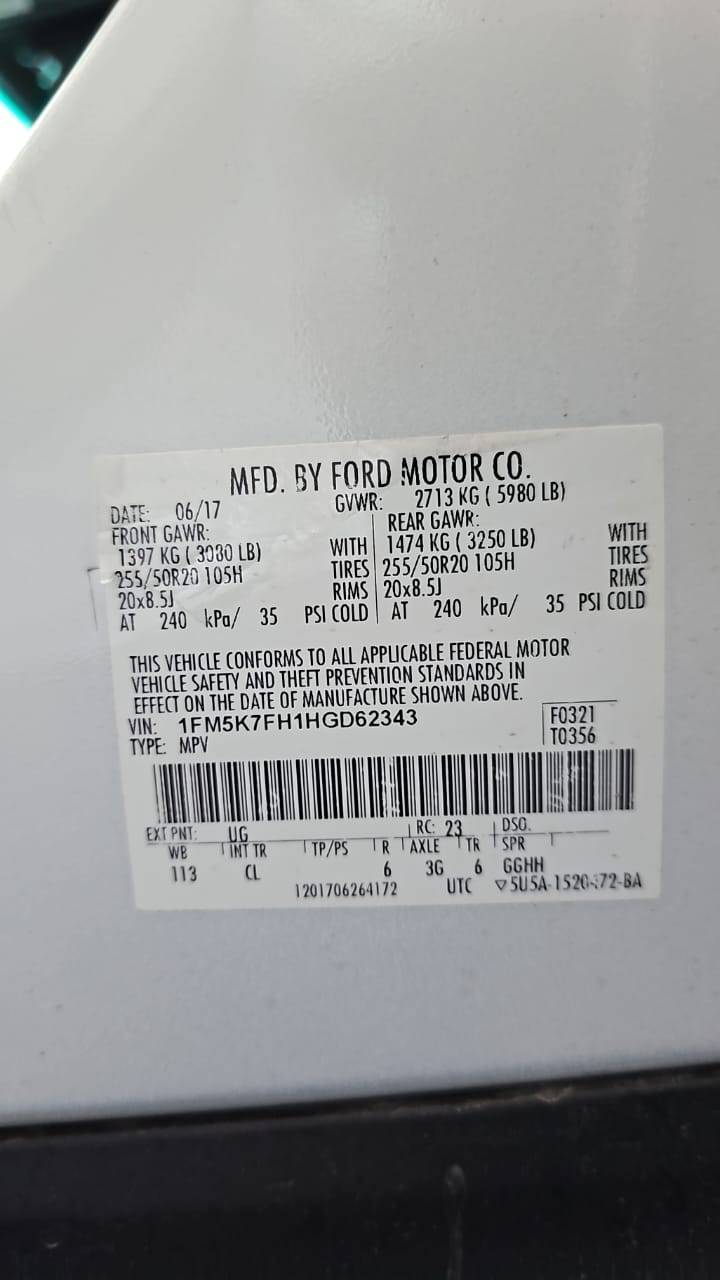 MFD. BY FORD MOTOR CO.
DATE: 06/17
GVWR: 2713 KG ( 5980 LB)
FRONT GAWR:
1397 KG ( 3080 LB) WITH
255/50R20 105H TIRES
20x8.5J RIMS
AT 240 kPa/ 35 PSI COLD
REAR GAWR:
1474 KG ( 3250 LB) WITH
255/50R20 105H TIRES
20x8.5J RIMS
AT 240 kPa/ 35 PSI COLD
THIS VEHICLE CONFORMS TO ALL APPLICABLE FEDERAL MOTOR
VEHICLE SAFETY AND THEFT PREVENTION STANDARDS IN
EFFECT ON THE DATE OF MANUFACTURE SHOWN ABOVE.
VIN: 1FM5K7FH1HGD62343
TYPE: MPV
F0321
T0356
EXT PNT: UG RC: 23 DSO:
WB INT TR TP/PS R AXLE TR SPR
113 CL 6 3G 6 GGHH
1201706264172 UTC ▽